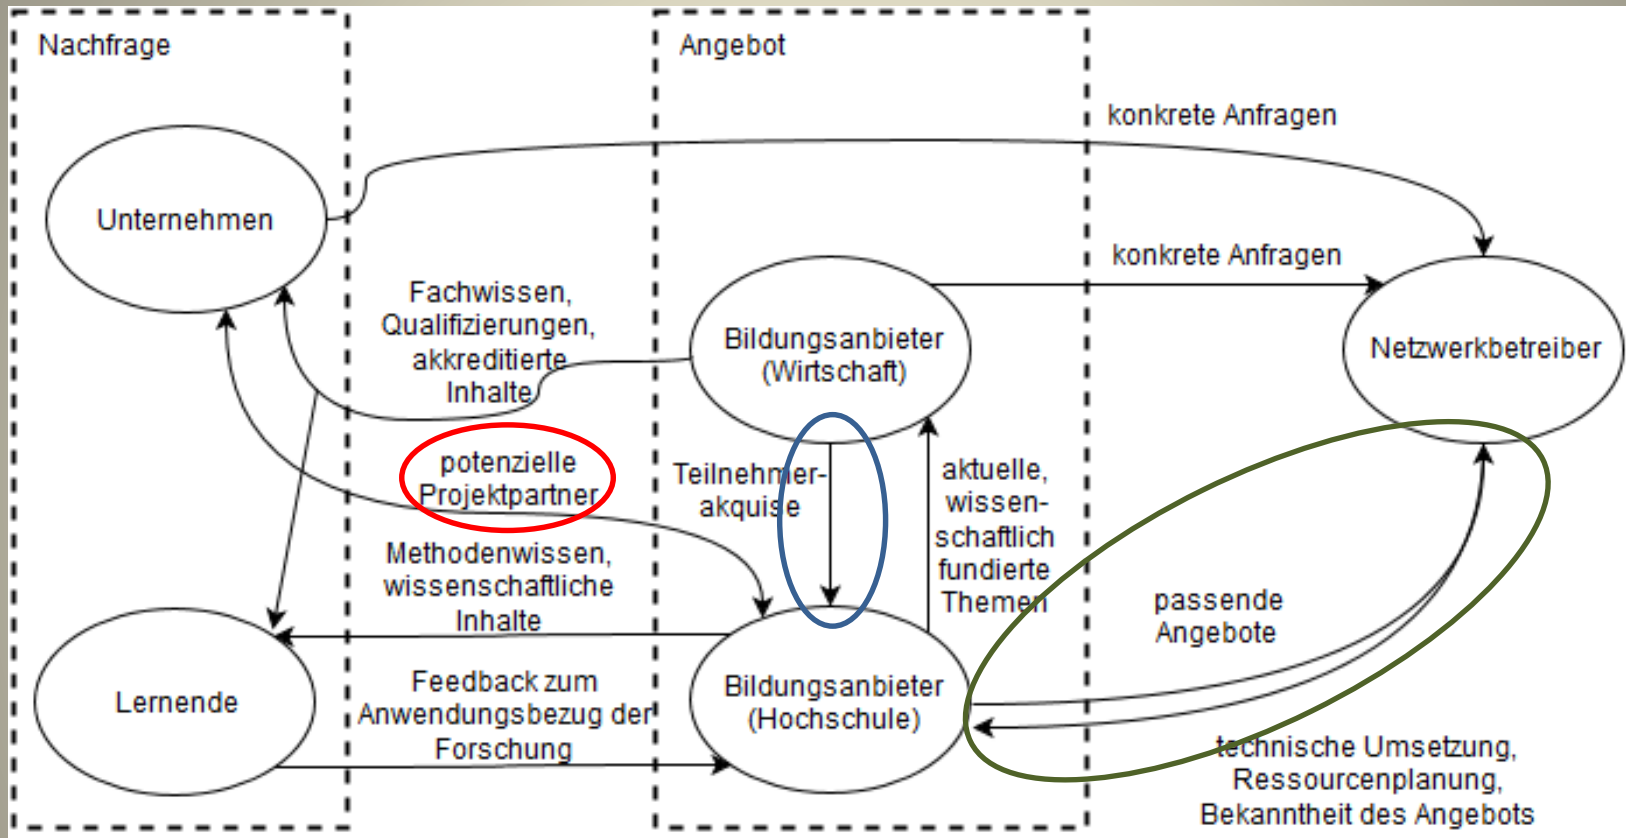 Nachfrage
Angebot
konkrete Anfragen
Unternehmen
konkrete Anfragen
Fachwissen,
Qualifizierungen,
akkreditierte
Inhalte
Bildungsanbieter
(Wirtschaft)
Netzwerkbetreiber
potenzielle
Projektpartner
Teilnehmer-
akquise
aktuelle,
wissen-
schaftlich
fundierte
Themen
Methodenwissen,
wissenschaftliche
Inhalte
passende
Angebote
Lernende
Feedback zum
Anwendungsbezug der
Forschung
Bildungsanbieter
(Hochschule)
technische Umsetzung,
Ressourcenplanung,
Bekanntheit des Angebots